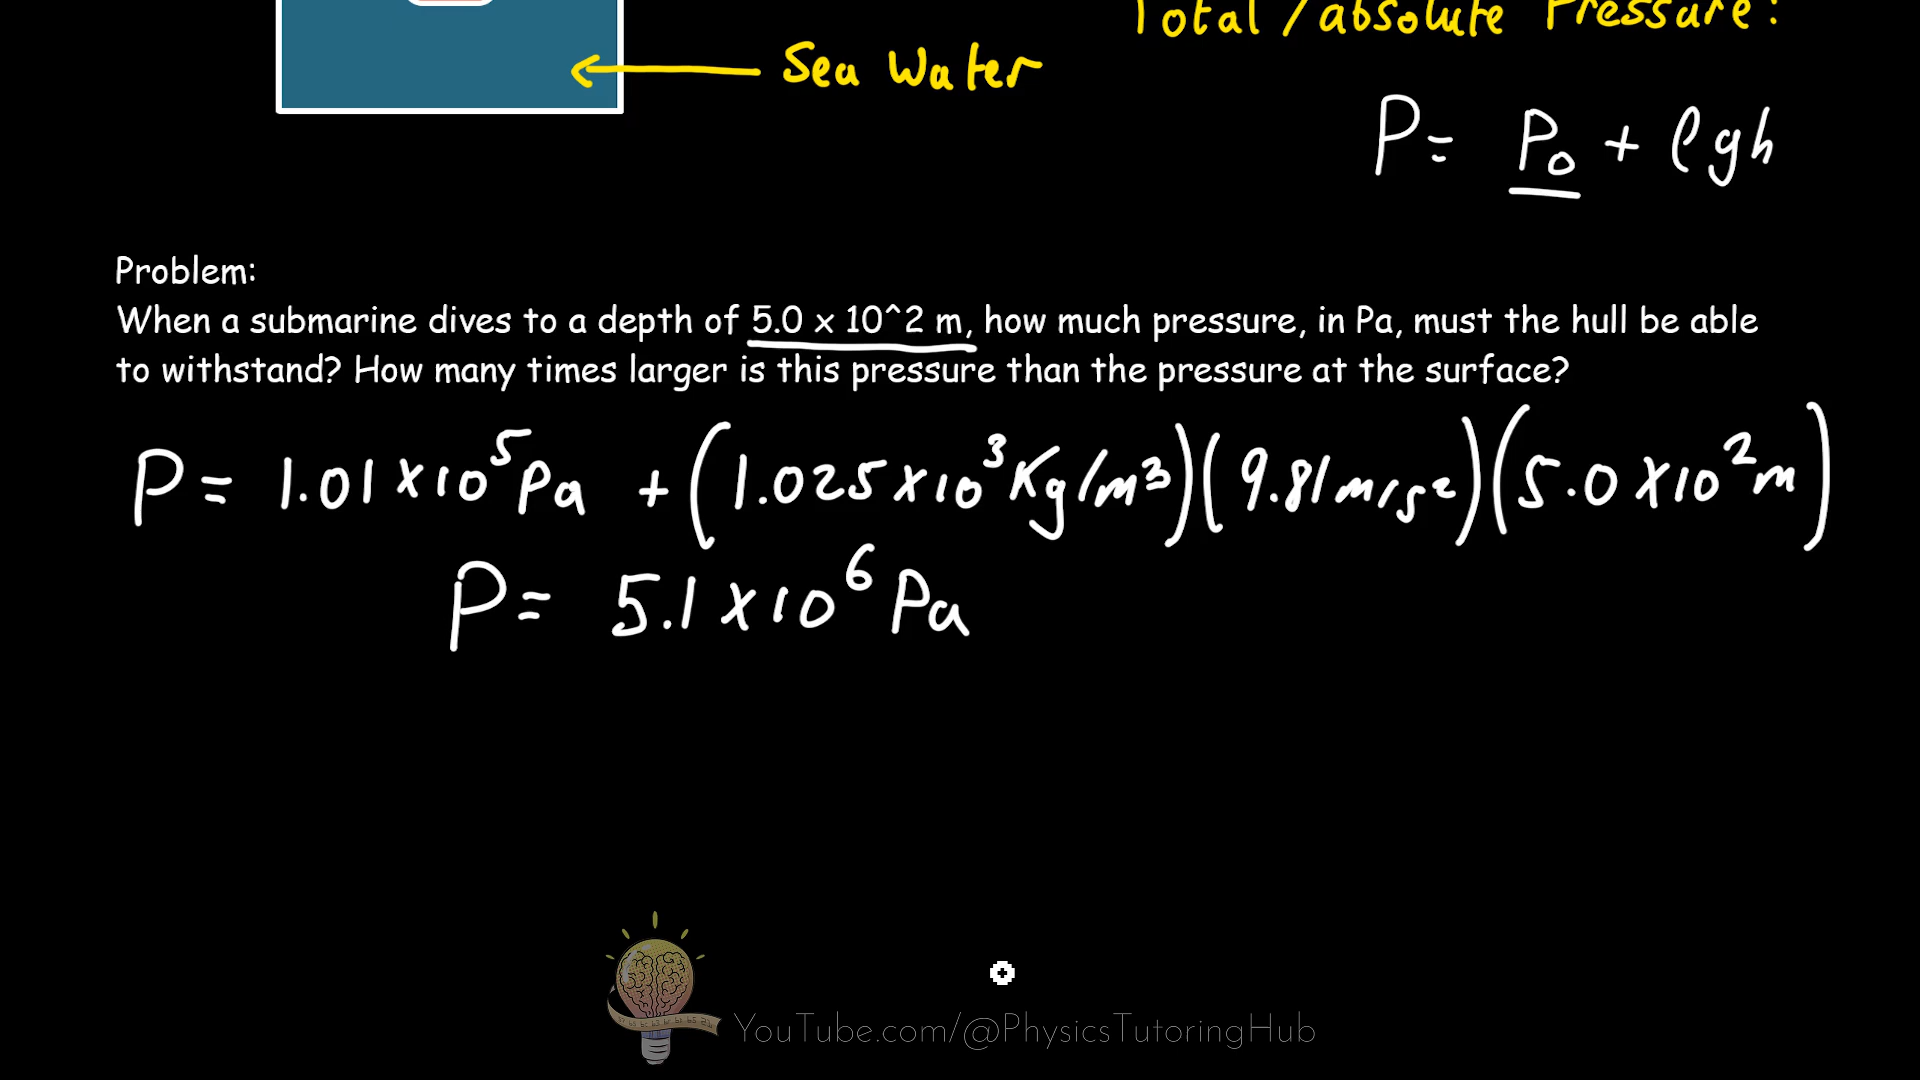 Total/absolute Pressure:
Sea Water
P = P₀ + ρgh
Problem:
When a submarine dives to a depth of 5.0 x 10^2 m, how much pressure, in Pa, must the hull be able
to withstand? How many times larger is this pressure than the pressure at the surface?
P = 1.01 × 10⁵ Pa + (1.025 × 10³ Kg/m³)(9.81 m/s²)(5.0 × 10² m)
P = 5.1 × 10⁶ Pa
YouTube.com/@PhysicsTutoringHub